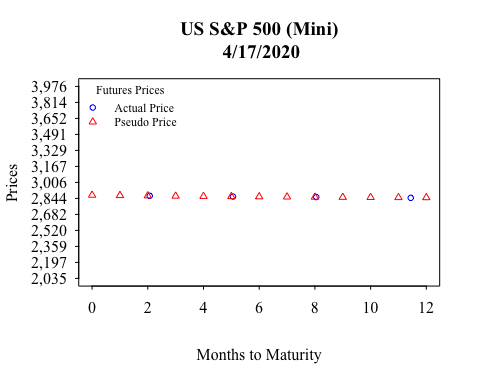 US S&P 500 (Mini)
4/17/2020
Futures Prices
Actual Price
Pseudo Price
Prices
3,976
3,814
3,652
3,491
3,329
3,167
3,006
2,844
2,682
2,520
2,359
2,197
2,035
0 2 4 6 8 10 12
Months to Maturity